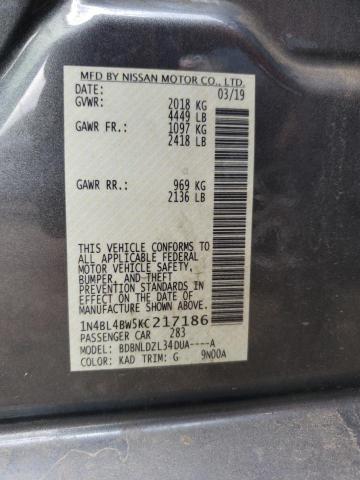 MFD BY NISSAN MOTOR CO., LTD.
DATE: 03/19
GVWR: 2018 KG
4449 LB
GAWR FR.: 1097 KG
2418 LB
GAWR RR.: 969 KG
2136 LB
THIS VEHICLE CONFORMS TO
ALL APPLICABLE FEDERAL
MOTOR VEHICLE SAFETY,
BUMPER, AND THEFT
PREVENTION STANDARDS IN
EFFECT ON THE DATE OF
MANUFACTURE SHOWN ABOVE.
1N4BL4BW5KC217186
PASSENGER CAR 283
MODEL: BDBNLDZL34DUA----A
COLOR: KAD TRIM: G 9N00A